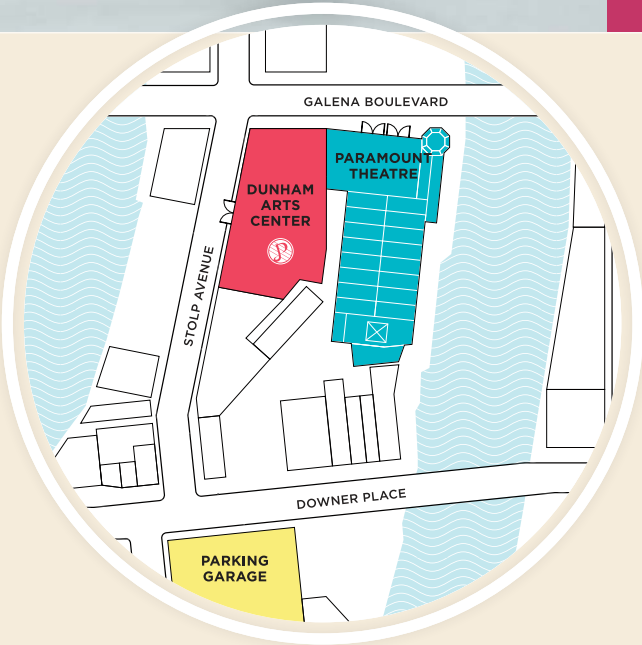 GALENA BOULEVARD
PARAMOUNT
THEATRE
DUNHAM
ARTS
CENTER
STOLP AVENUE
DOWNER PLACE
PARKING
GARAGE